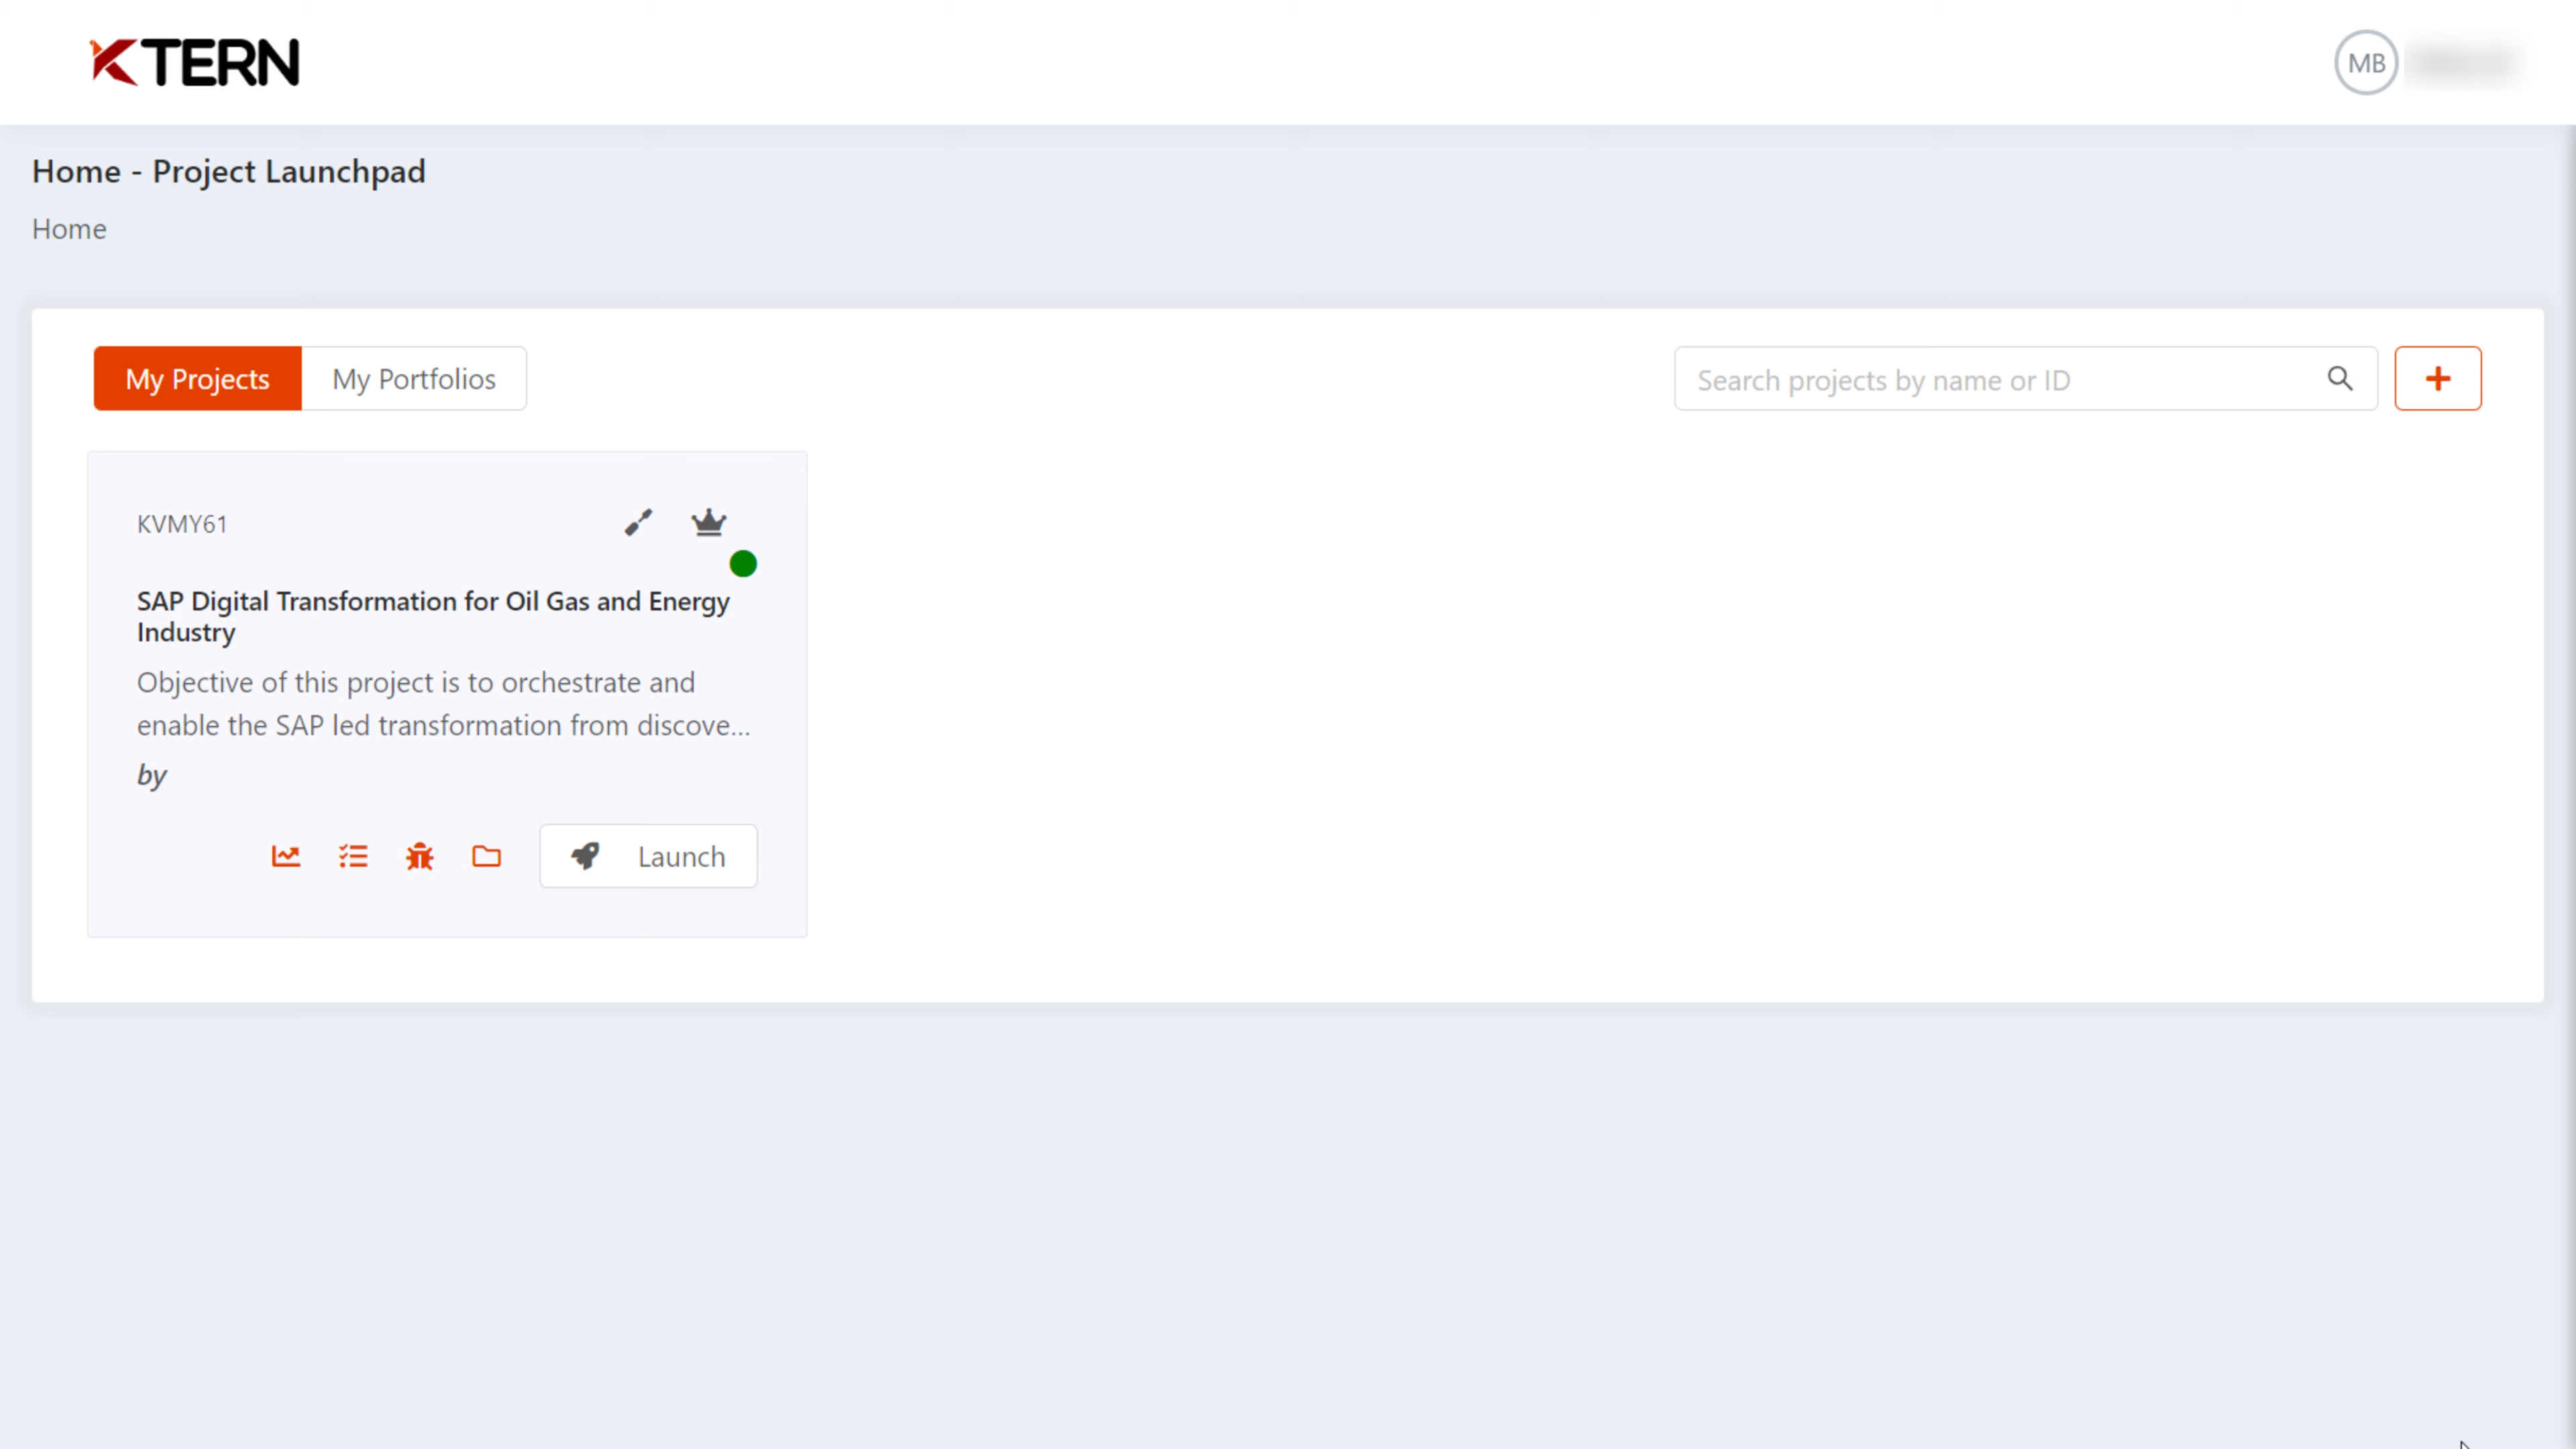 KTERN
MB
Home - Project Launchpad
Home
My Projects
My Portfolios
Search projects by name or ID
KVMY61
SAP Digital Transformation for Oil Gas and Energy
Industry
Objective of this project is to orchestrate and
enable the SAP led transformation from discove...
by
Launch